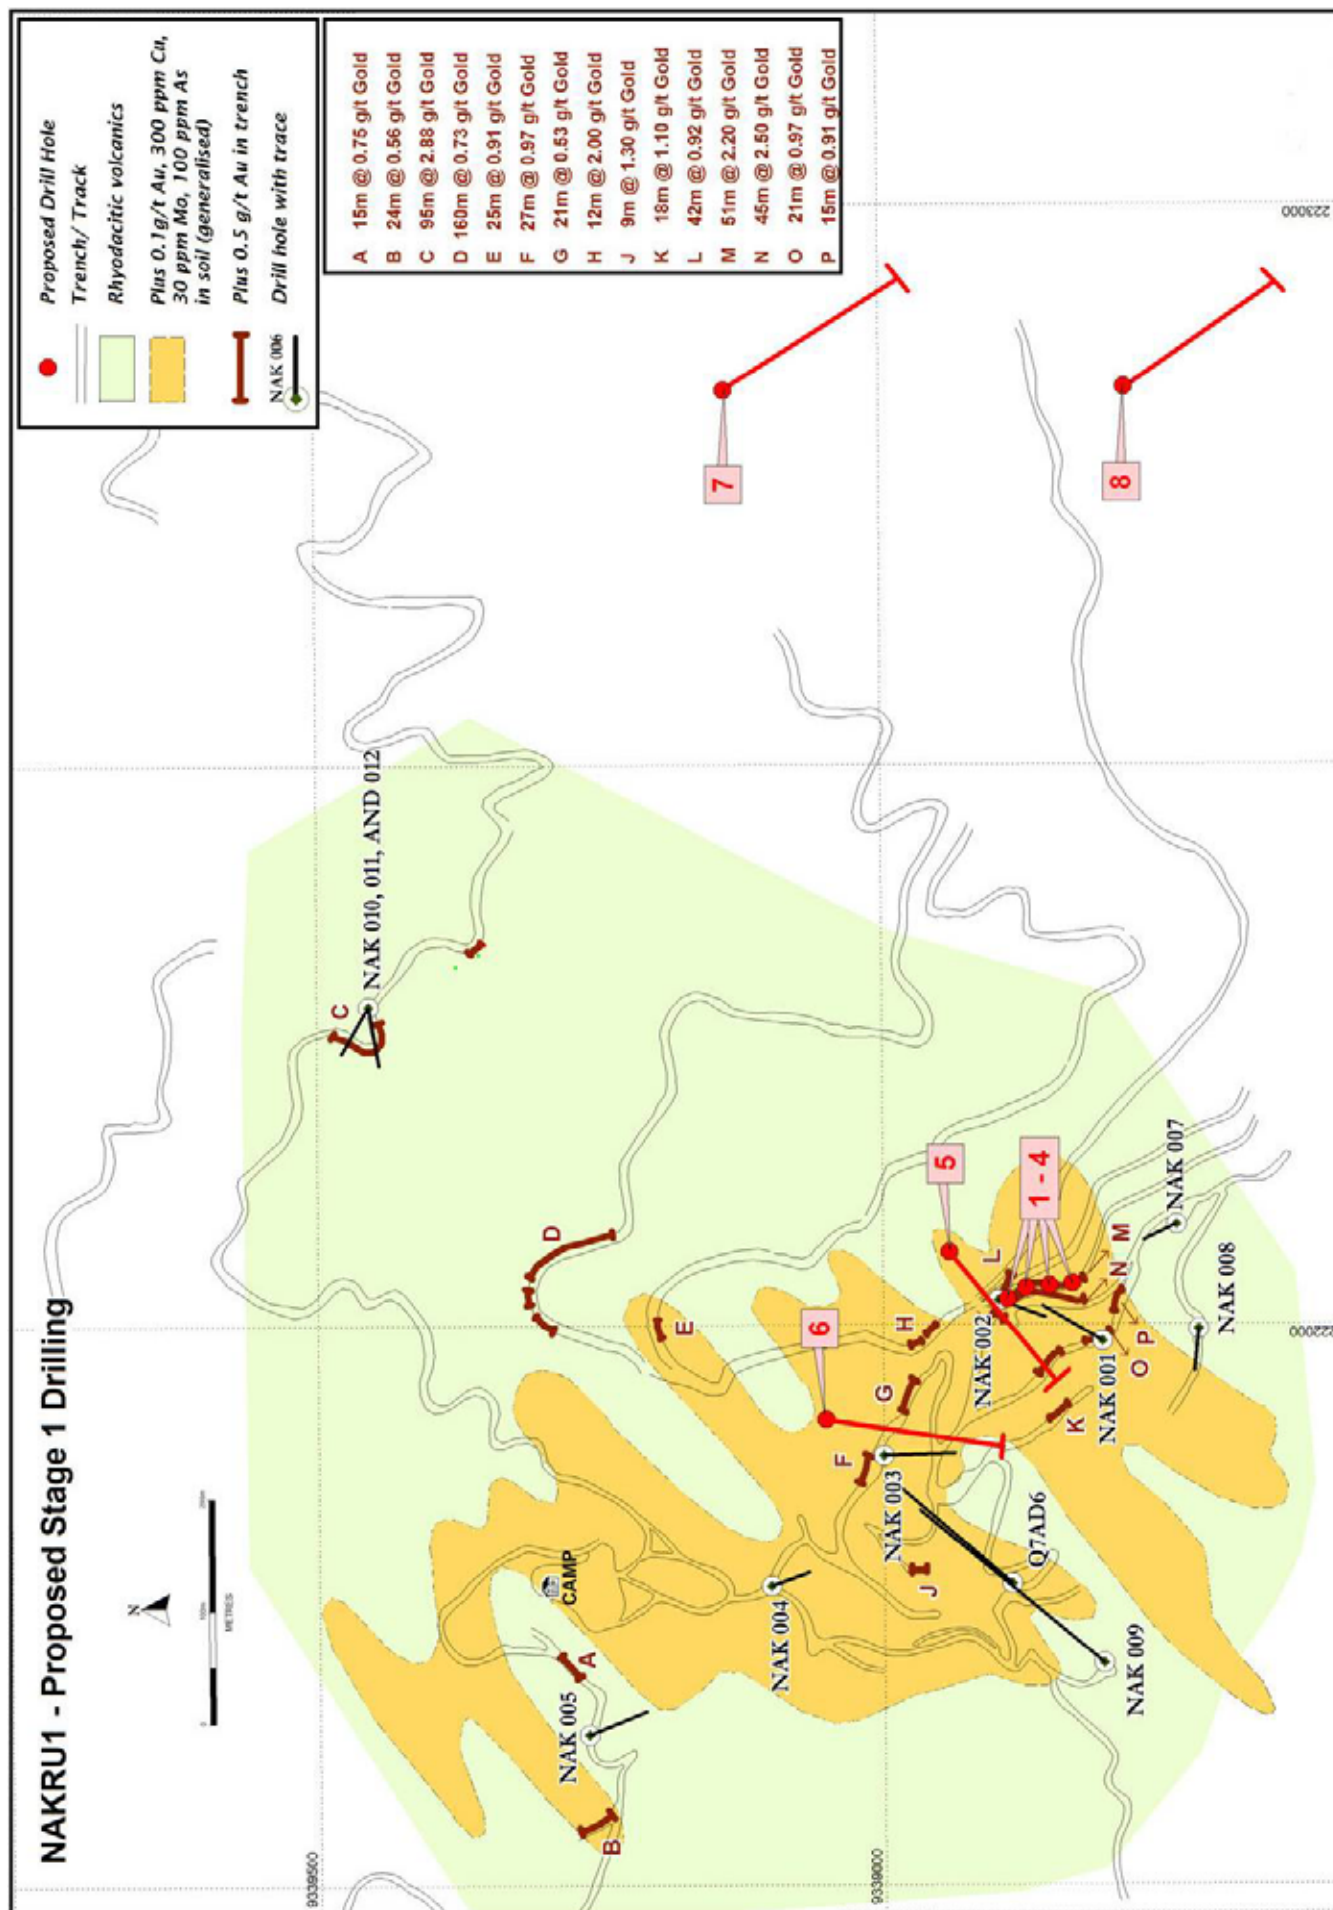 NAKRU1 - Proposed Stage 1 Drilling
N
0
100m
200m
METRES
Proposed Drill Hole
Trench/ Track
Rhyodacitic volcanics
Plus 0.1g/t Au, 300 ppm Cu,
30 ppm Mo, 100 ppm As
in soil (generalised)
Plus 0.5 g/t Au in trench
NAK 006 Drill hole with trace
A 15m @ 0.75 g/t Gold
B 24m @ 0.56 g/t Gold
C 95m @ 2.88 g/t Gold
D 160m @ 0.73 g/t Gold
E 25m @ 0.91 g/t Gold
F 27m @ 0.97 g/t Gold
G 21m @ 0.53 g/t Gold
H 12m @ 2.00 g/t Gold
J 9m @ 1.30 g/t Gold
K 18m @ 1.10 g/t Gold
L 42m @ 0.92 g/t Gold
M 51m @ 2.20 g/t Gold
N 45m @ 2.50 g/t Gold
O 21m @ 0.97 g/t Gold
P 15m @ 0.91 g/t Gold
9339500
C
NAK 010, 011, AND 012
D
CAMP
A
NAK 005
B
E
6
7
NAK 004
F
H
G
5
9339000
NAK 003
J
L
NAK 002
1 - 4
Q7AD6
K
M
N
P
O
NAK 001
NAK 007
NAK 009
NAK 008
8
22000
223000